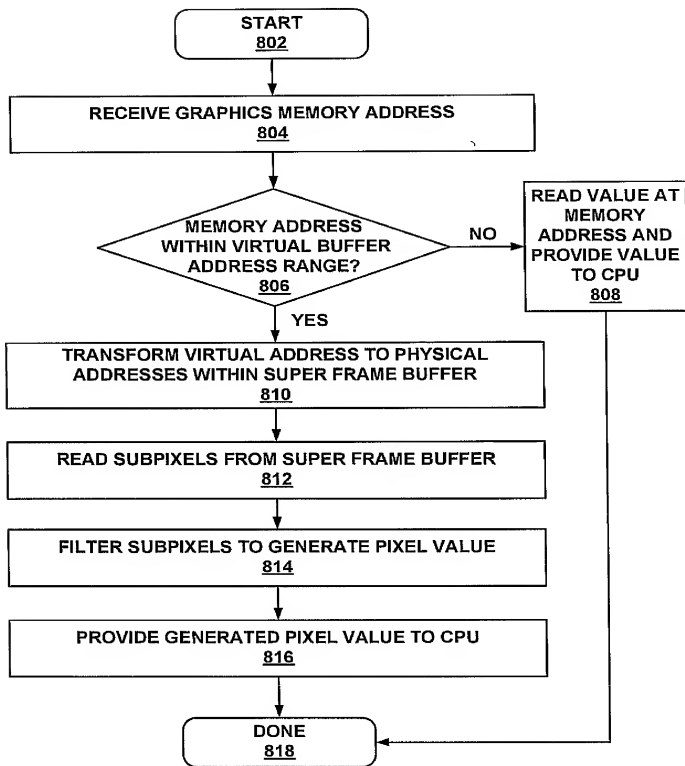 START
802
RECEIVE GRAPHICS MEMORY ADDRESS
804
MEMORY ADDRESS
WITHIN VIRTUAL BUFFER
ADDRESS RANGE?
806
NO
READ VALUE AT
MEMORY
ADDRESS AND
PROVIDE VALUE
TO CPU
808
YES
TRANSFORM VIRTUAL ADDRESS TO PHYSICAL
ADDRESSES WITHIN SUPER FRAME BUFFER
810
READ SUBPIXELS FROM SUPER FRAME BUFFER
812
FILTER SUBPIXELS TO GENERATE PIXEL VALUE
814
PROVIDE GENERATED PIXEL VALUE TO CPU
816
DONE
818